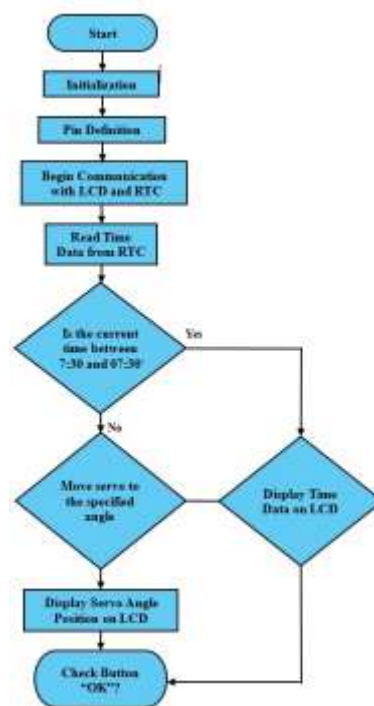 Start
Initialization
Pin Definition
Begin Communication
with LCD and RTC
Read Time
Data from RTC
Is the current
time between
7:30 and 07:30'
Yes
No
Move servo to
the specified
angle
Display Time
Data on LCD
Display Servo Angle
Position on LCD
Check Button
"OK"?